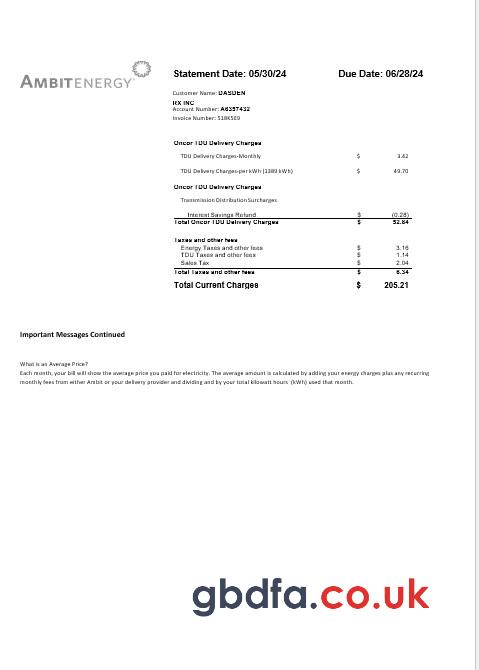 AMBITENERGY
Statement Date: 05/30/24 Due Date: 06/28/24
Customer Name: DASDEN
RX INC
Account Number: A6357432
Invoice Number: 518K5E9
Oncor TDU Delivery Charges
TDU Delivery Charges-Monthly $ 3.42
TDU Delivery Charges-per kWh (1389 kWh) $ 49.70
Oncor TDU Delivery Charges
Transmission Distribution Surcharges
Interest Savings Refund $ (0.28)
Total Oncor TDU Delivery Charges $ 52.84
Taxes and other fees
Energy Taxes and other fees $ 3.16
TDU Taxes and other fees $ 1.14
Sales Tax $ 2.04
Total Taxes and other fees $ 6.34
Total Current Charges $ 205.21
Important Messages Continued
What is an Average Price?
Each month, your bill will show the average price you paid for electricity. The average amount is calculated by adding your energy charges plus any recurring
monthly fees from either Ambit or your delivery provider and dividing and by your total kilowatt hours (kWh) used that month.
gbdfa.co.uk